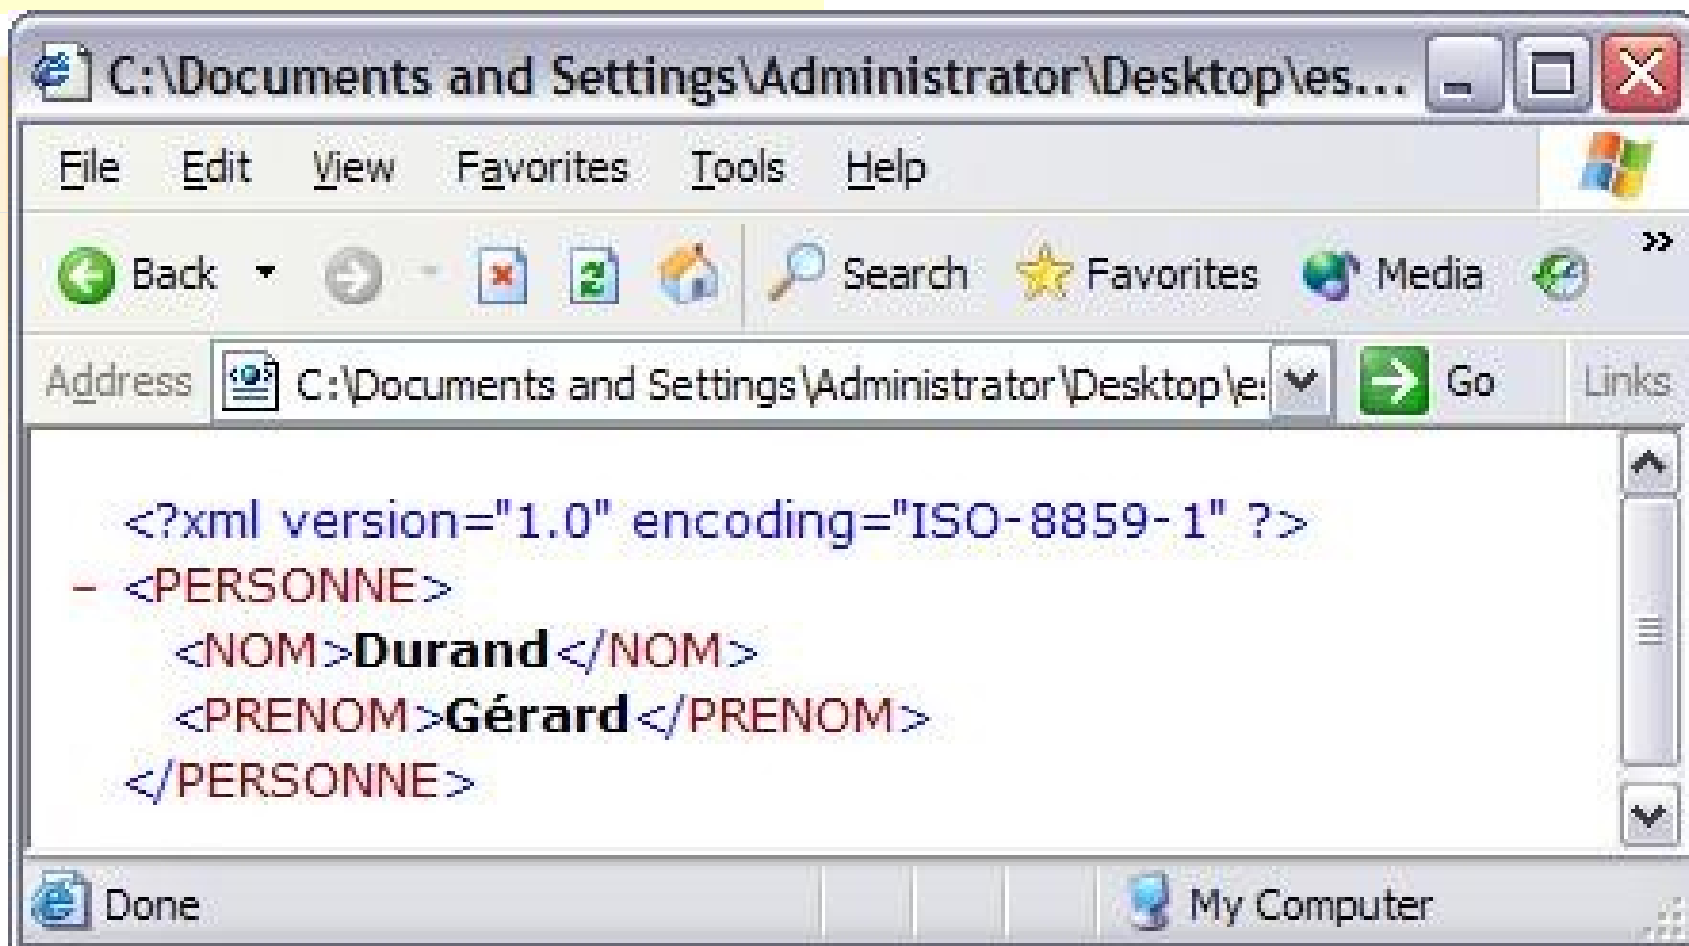 C:\Documents and Settings\Administrator\Desktop\es...
File Edit View Favorites Tools Help
Back Search Favorites Media »
Address C:\Documents and Settings\Administrator\Desktop\e Go Links
<?xml version="1.0" encoding="ISO-8859-1" ?>
– <PERSONNE>
<NOM>Durand</NOM>
<PRENOM>Gérard</PRENOM>
</PERSONNE>
Done My Computer